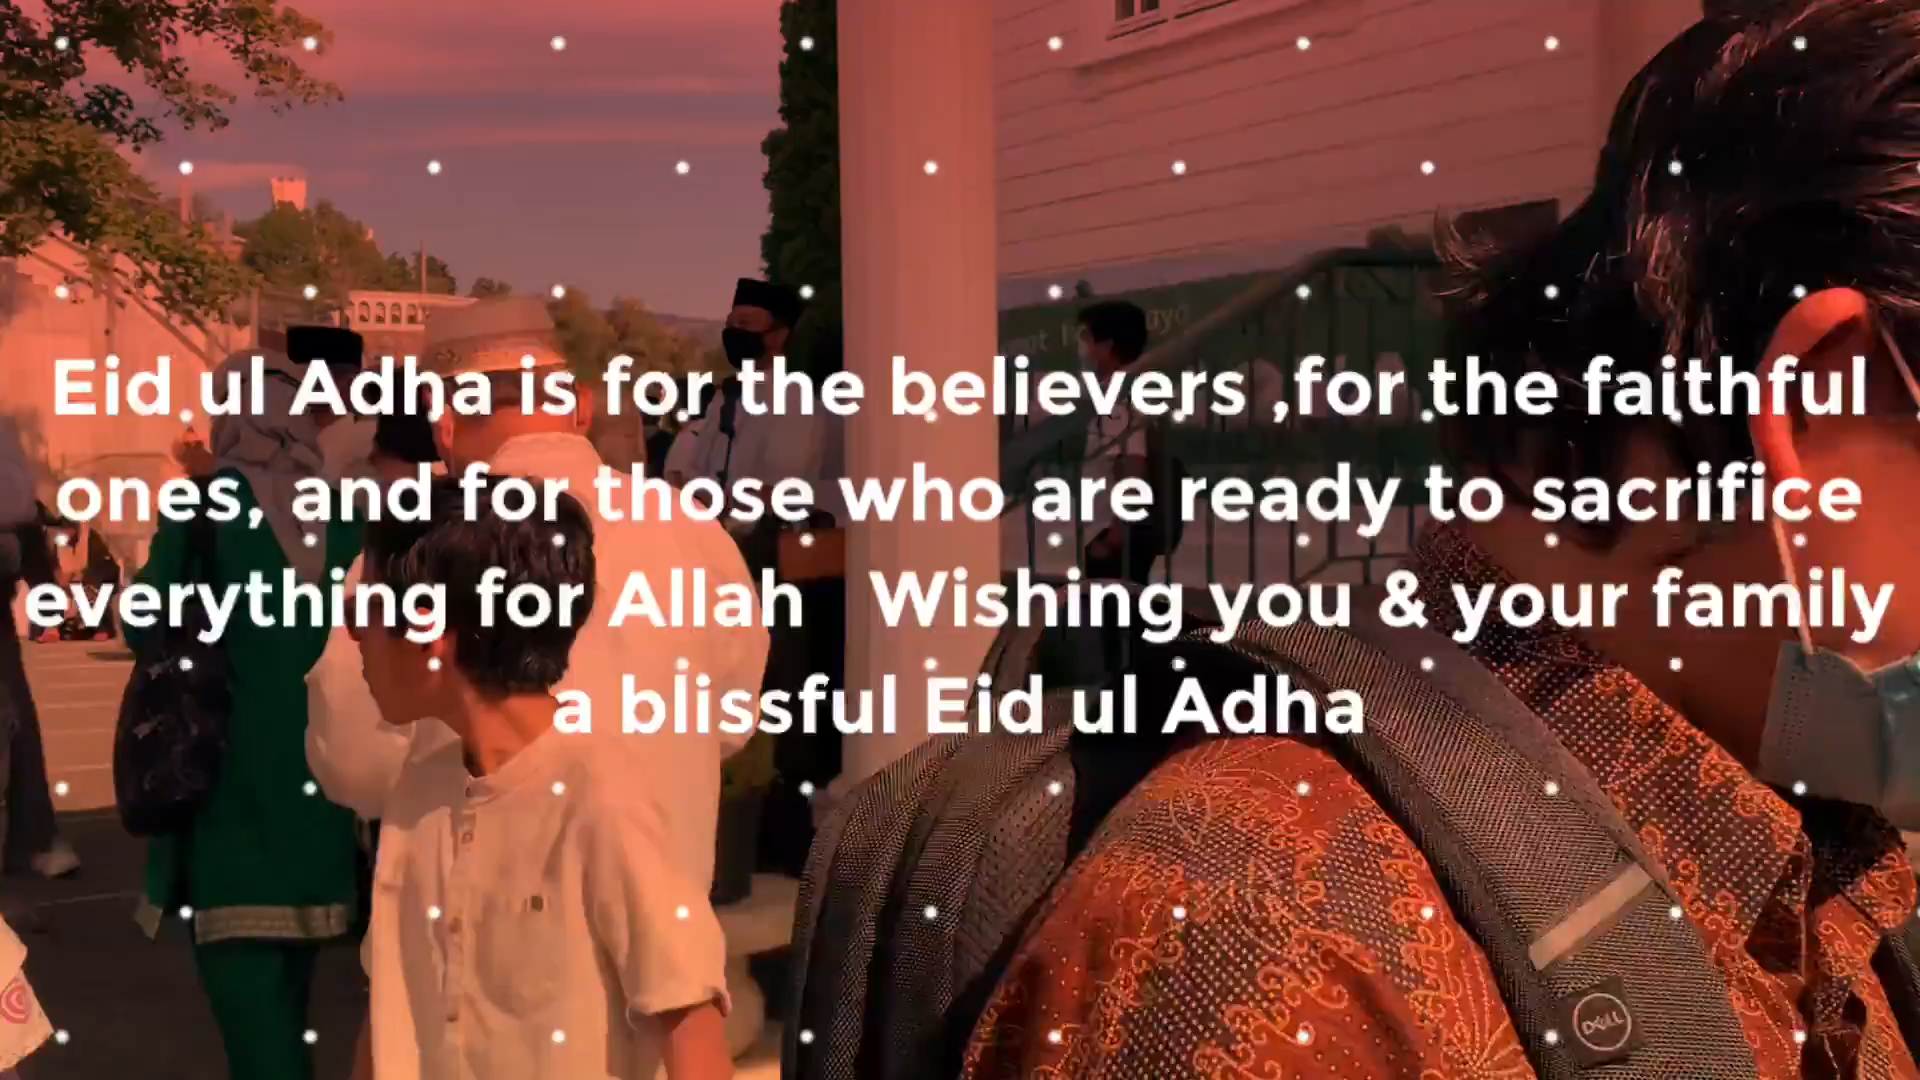 Eid ul Adha is for the believers ,for the faithful
ones, and for those who are ready to sacrifice
everything for Allah Wishing you & your family
a blissful Eid ul Adha
DELL